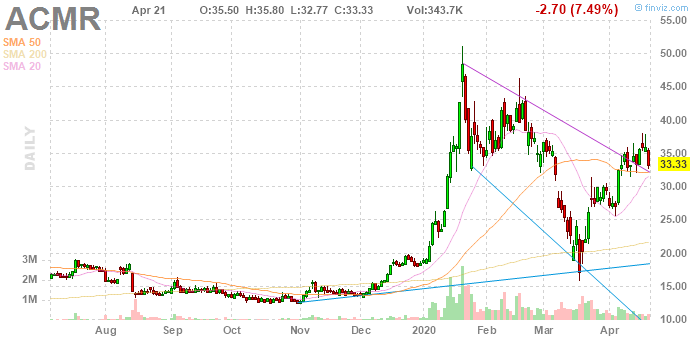 © finviz.com
ACMR Apr 21 O:35.50 H:35.80 L:32.77 C:33.33 Vol:343.7K -2.70 (7.49%)
SMA 50
SMA 200
SMA 20
DAILY
55.00
50.00
45.00
40.00
35.00
33.33
30.00
25.00
20.00
15.00
10.00
3M
2M
1M
Aug Sep Oct Nov Dec 2020 Feb Mar Apr